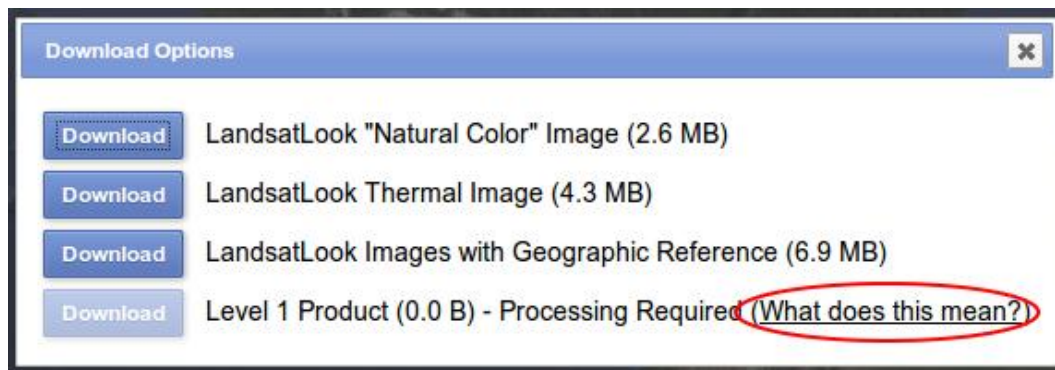 Download Options
Download LandsatLook "Natural Color" Image (2.6 MB)
Download LandsatLook Thermal Image (4.3 MB)
Download LandsatLook Images with Geographic Reference (6.9 MB)
Download Level 1 Product (0.0 B) - Processing Required (What does this mean?)